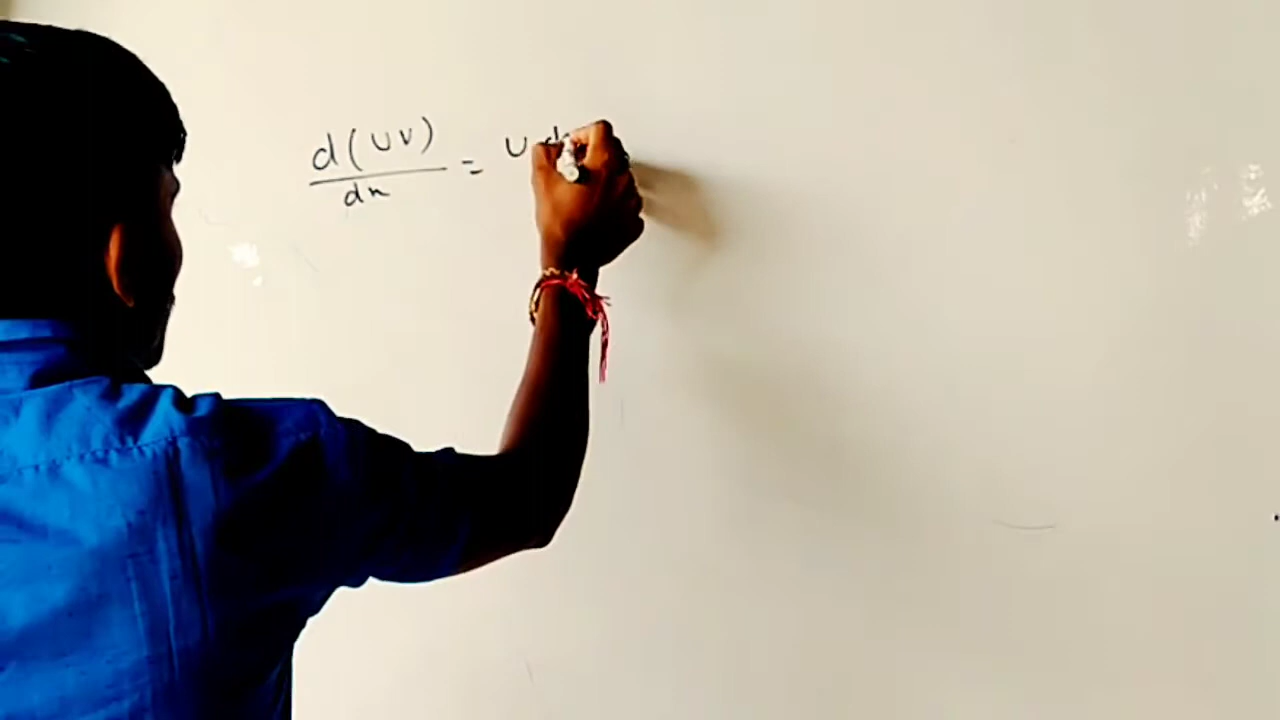 d(UV)/dx = U d